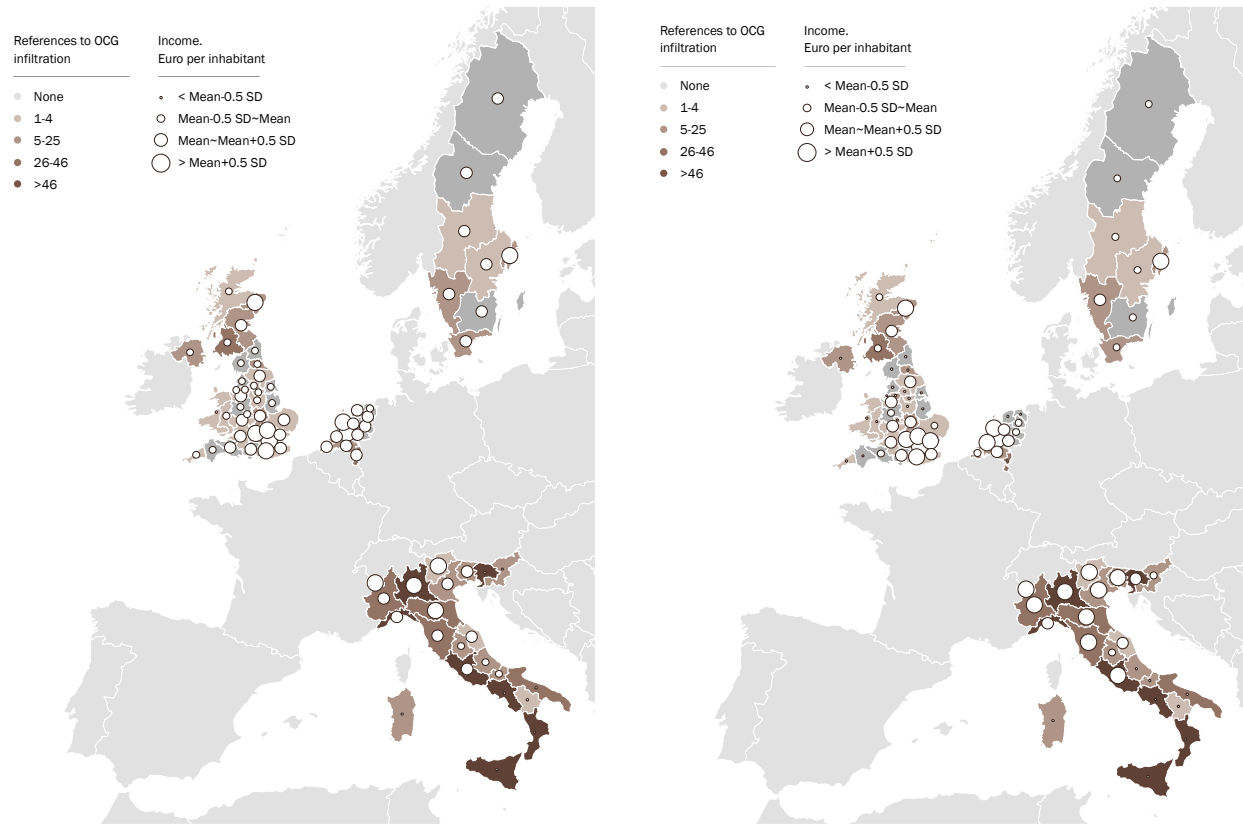 References to OCG
infiltration
None
1-4
5-25
26-46
>46
Income.
Euro per inhabitant
< Mean-0.5 SD
Mean-0.5 SD~Mean
Mean~Mean+0.5 SD
> Mean+0.5 SD
References to OCG
infiltration
None
1-4
5-25
26-46
>46
Income.
Euro per inhabitant
< Mean-0.5 SD
Mean-0.5 SD~Mean
Mean~Mean+0.5 SD
> Mean+0.5 SD